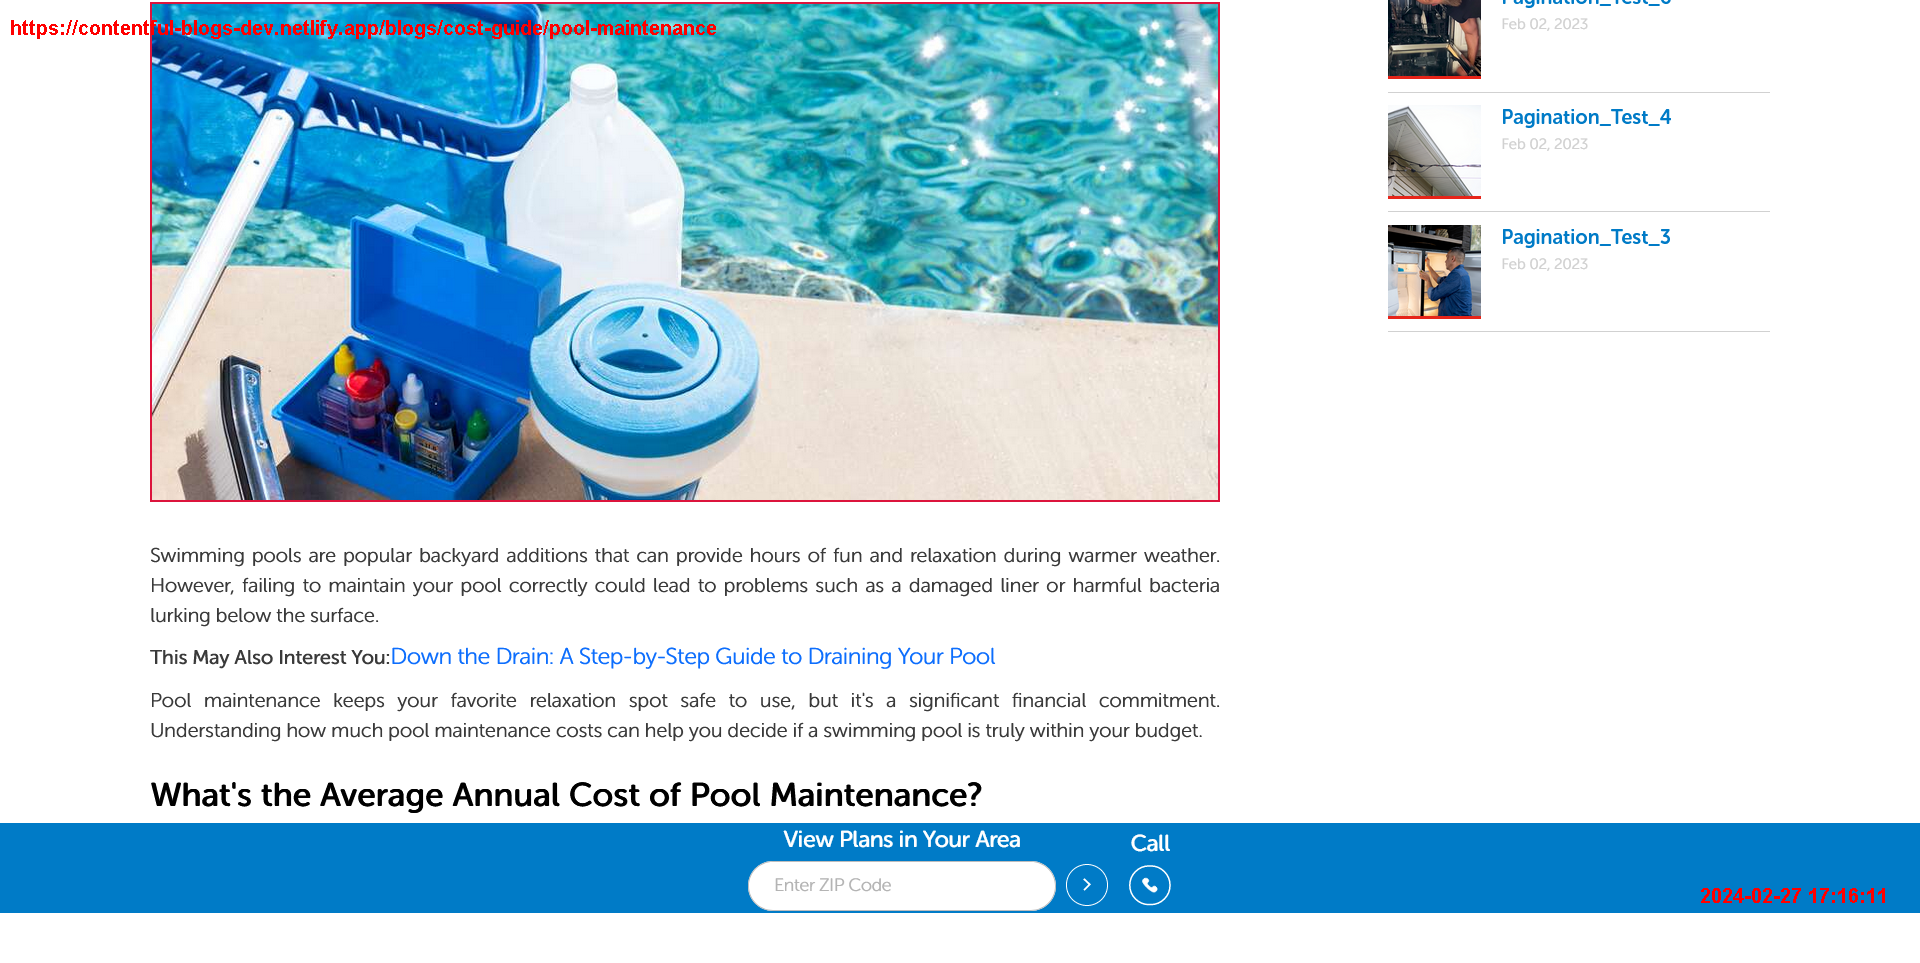 https://contentful-blogs-dev.netlify.app/blogs/cost-guide/pool-maintenance
Feb 02, 2023
Pagination_Test_4
Feb 02, 2023
Pagination_Test_3
Feb 02, 2023
Swimming pools are popular backyard additions that can provide hours of fun and relaxation during warmer weather.
However, failing to maintain your pool correctly could lead to problems such as a damaged liner or harmful bacteria
lurking below the surface.
This May Also Interest You:Down the Drain: A Step-by-Step Guide to Draining Your Pool
Pool maintenance keeps your favorite relaxation spot safe to use, but it's a significant financial commitment.
Understanding how much pool maintenance costs can help you decide if a swimming pool is truly within your budget.
What's the Average Annual Cost of Pool Maintenance?
View Plans in Your Area
Call
Enter ZIP Code
2024-02-27 17:16:11